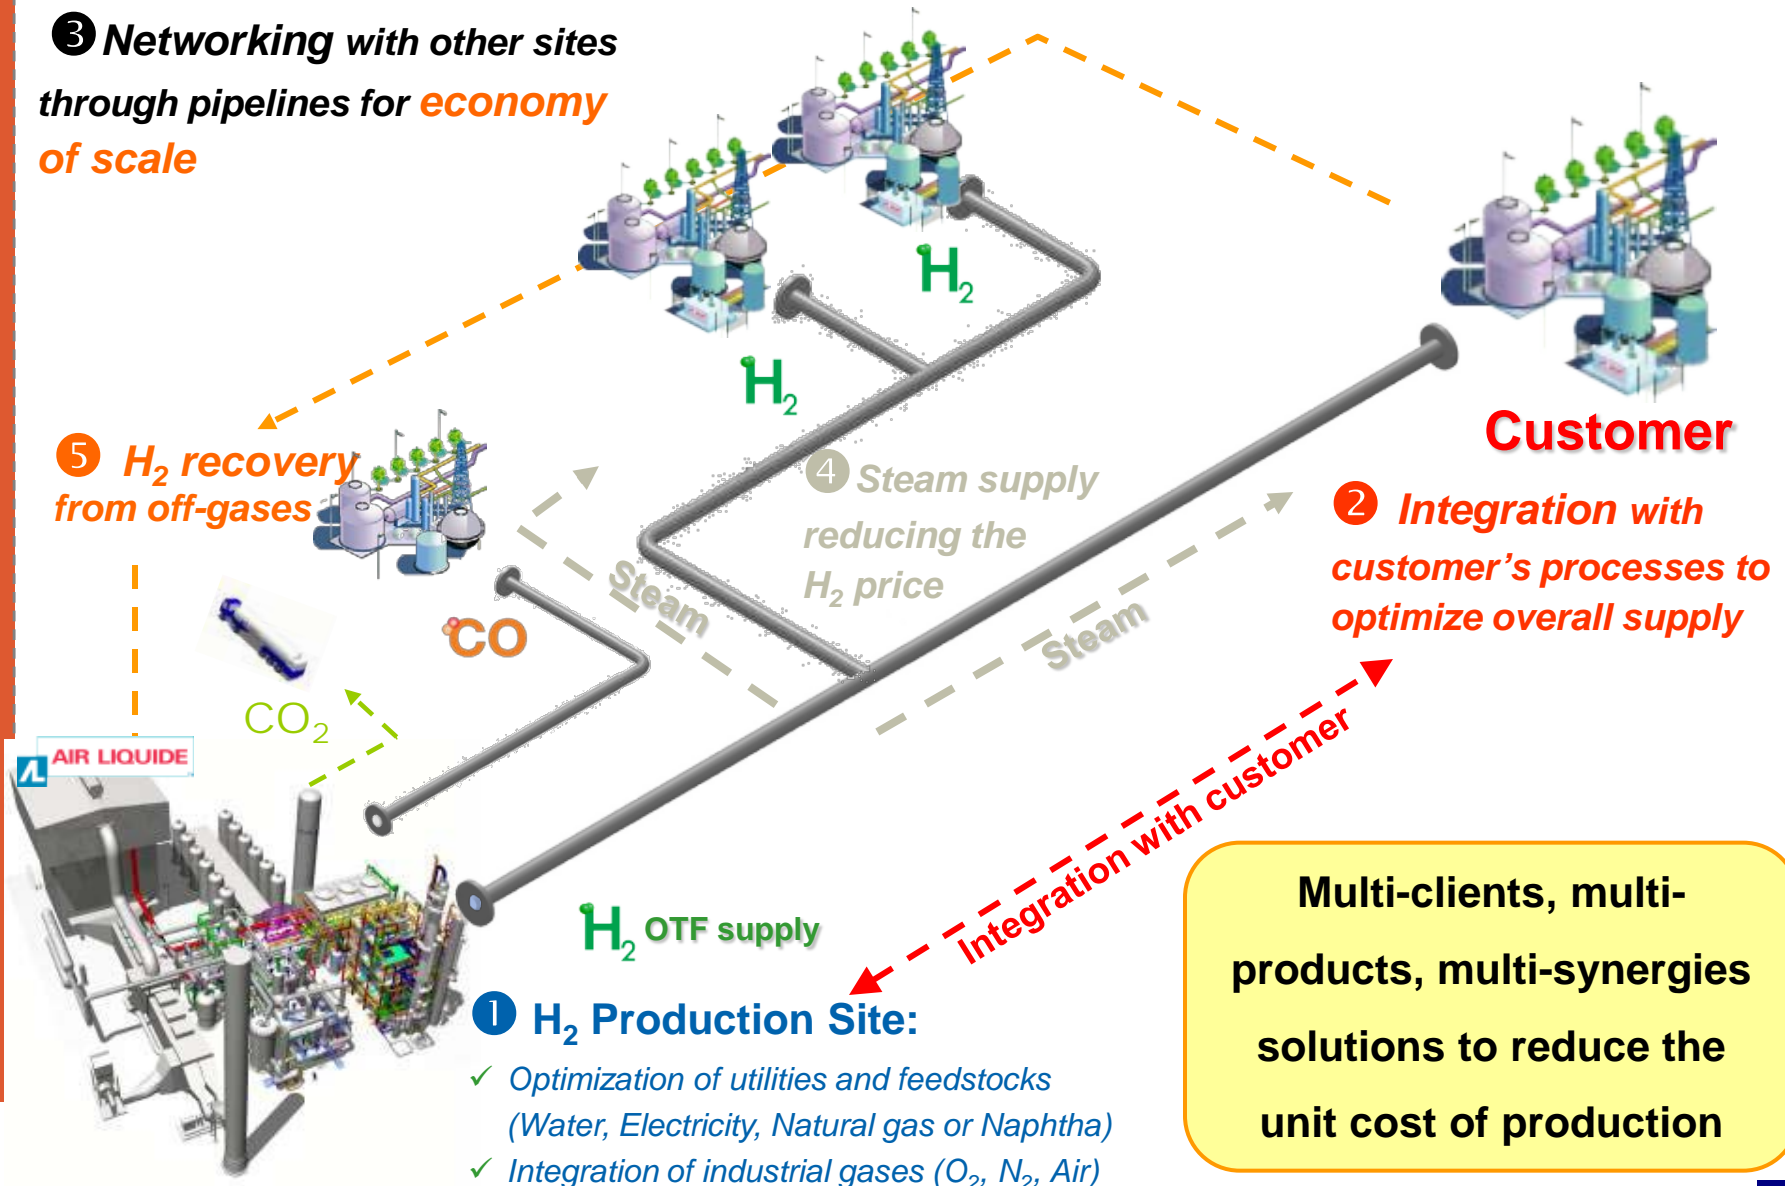 ❸ Networking with other sites
through pipelines for economy
of scale
H₂
H₂
Customer
❺ H₂ recovery
from off-gases
❹ Steam supply
reducing the
H₂ price
❷ Integration with
customer's processes to
optimize overall supply
Steam
Steam
CO
CO₂
AIR LIQUIDE
Integration with customer
H₂ OTF supply
❶ H₂ Production Site:
✓ Optimization of utilities and feedstocks
(Water, Electricity, Natural gas or Naphtha)
✓ Integration of industrial gases (O₂, N₂, Air)
Multi-clients, multi-
products, multi-synergies
solutions to reduce the
unit cost of production